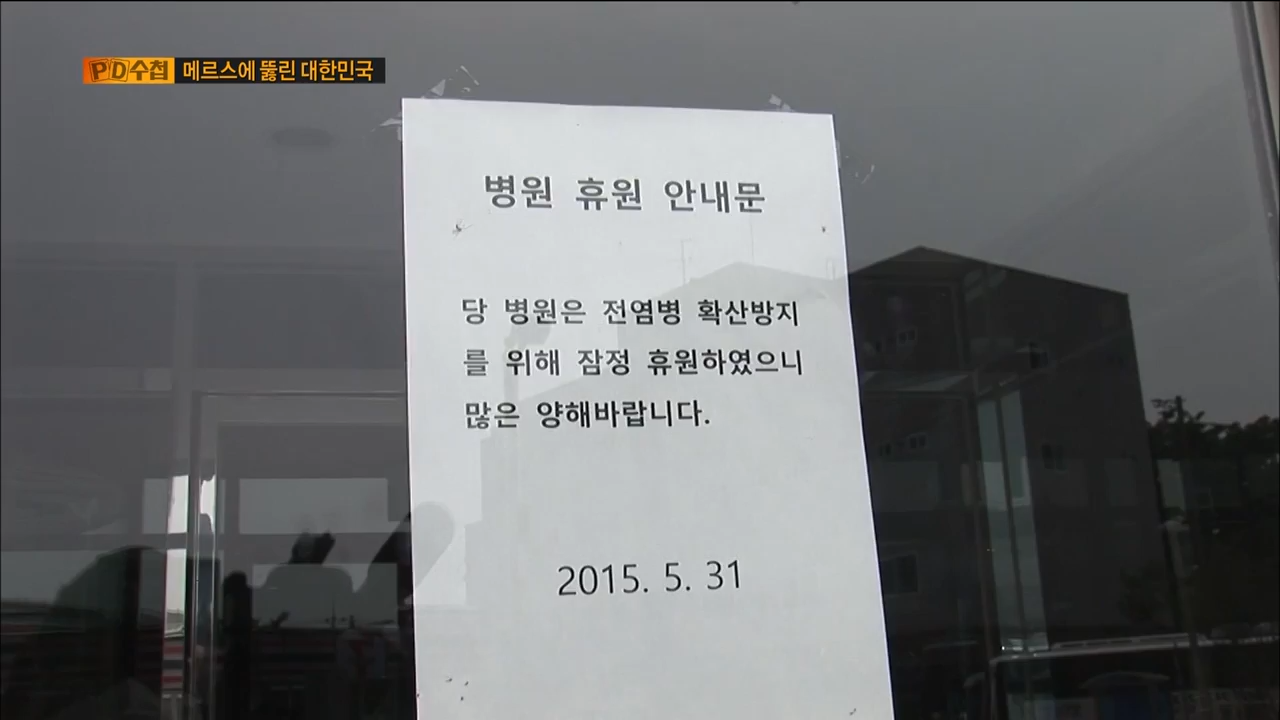 PD수첩 메르스에 뚫린 대한민국
병원 휴원 안내문
당 병원은 전염병 확산방지
를 위해 잠정 휴원하였으니
많은 양해바랍니다.
2015. 5. 31